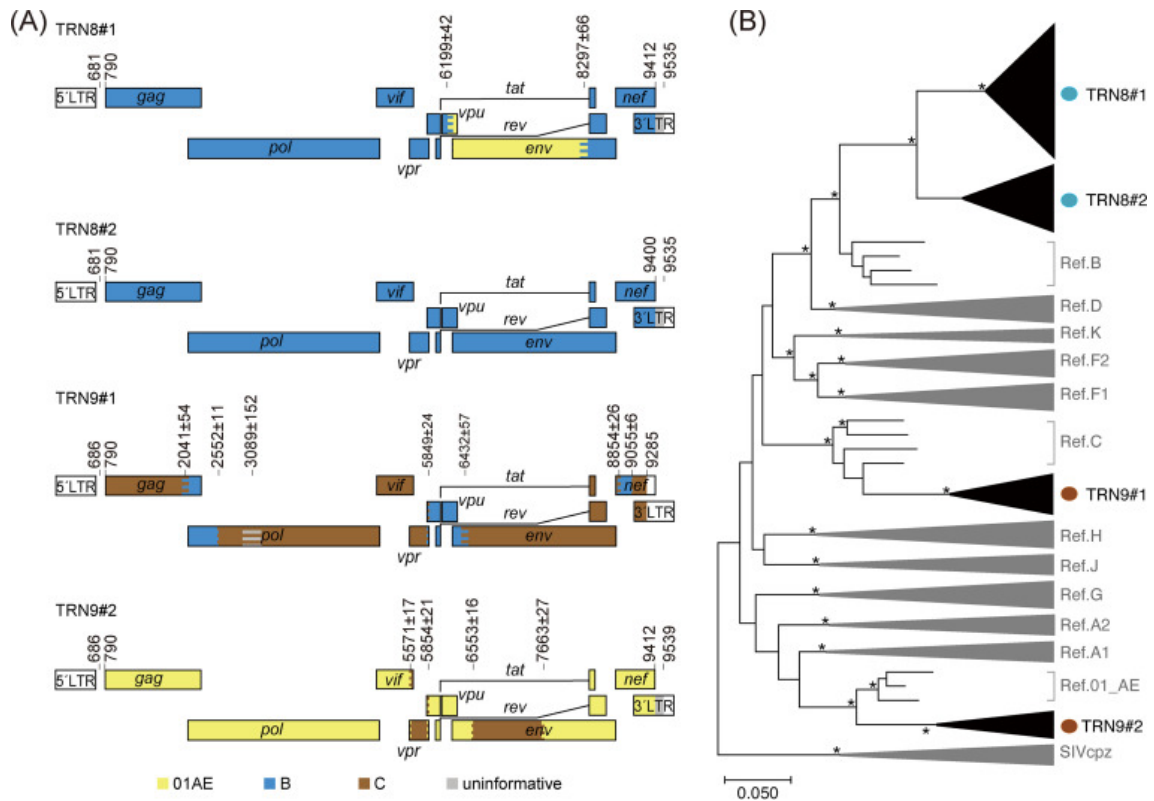 (A)
TRN8#1
681
790
6199±42
8297±66
9412
9535
5´LTR
gag
vif
tat
nef
vpu
rev
3´LTR
pol
vpr
env
TRN8#2
681
790
9400
9535
5´LTR
gag
vif
tat
nef
vpu
rev
3´LTR
pol
vpr
env
TRN9#1
686
790
2041±54
2552±11
3089±152
5849±24
6432±57
8854±26
9055±6
9285
5´LTR
gag
vif
tat
nef
vpu
rev
3´LTR
pol
vpr
env
TRN9#2
686
790
5571±17
5854±21
6553±16
7663±27
9412
9539
5´LTR
gag
vif
tat
nef
vpu
rev
3´LTR
pol
vpr
env
01AE
B
C
uninformative
(B)
* TRN8#1
* TRN8#2
* Ref.B
* Ref.D
* Ref.K
* Ref.F2
* Ref.F1
* Ref.C
* TRN9#1
* Ref.H
* Ref.J
* Ref.G
* Ref.A2
* Ref.A1
* Ref.01_AE
* TRN9#2
* SIVcpz
0.050